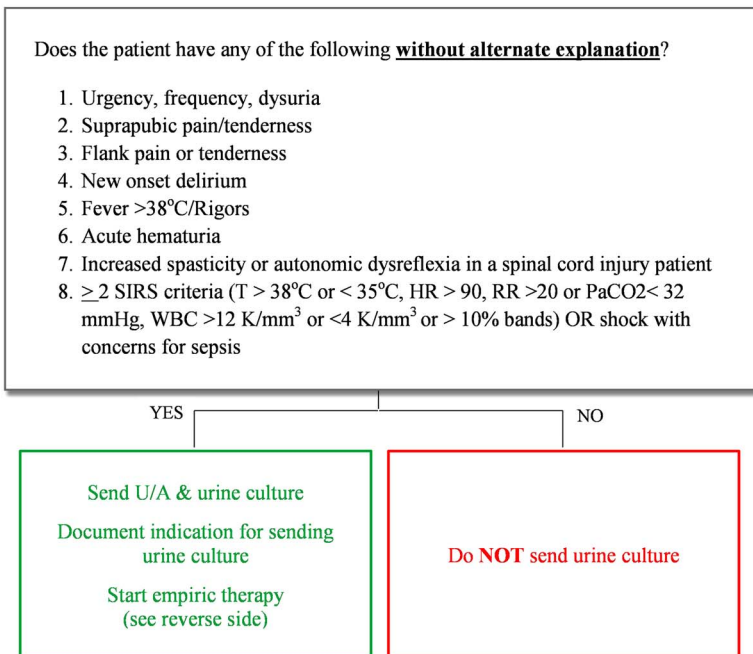 Does the patient have any of the following without alternate explanation?
1. Urgency, frequency, dysuria
2. Suprapubic pain/tenderness
3. Flank pain or tenderness
4. New onset delirium
5. Fever >38°C/Rigors
6. Acute hematuria
7. Increased spasticity or autonomic dysreflexia in a spinal cord injury patient
8. ≥2 SIRS criteria (T > 38°C or < 35°C, HR > 90, RR >20 or PaCO2< 32
mmHg, WBC >12 K/mm³ or <4 K/mm³ or > 10% bands) OR shock with
concerns for sepsis
YES
NO
Send U/A & urine culture
Document indication for sending
urine culture
Start empiric therapy
(see reverse side)
Do NOT send urine culture